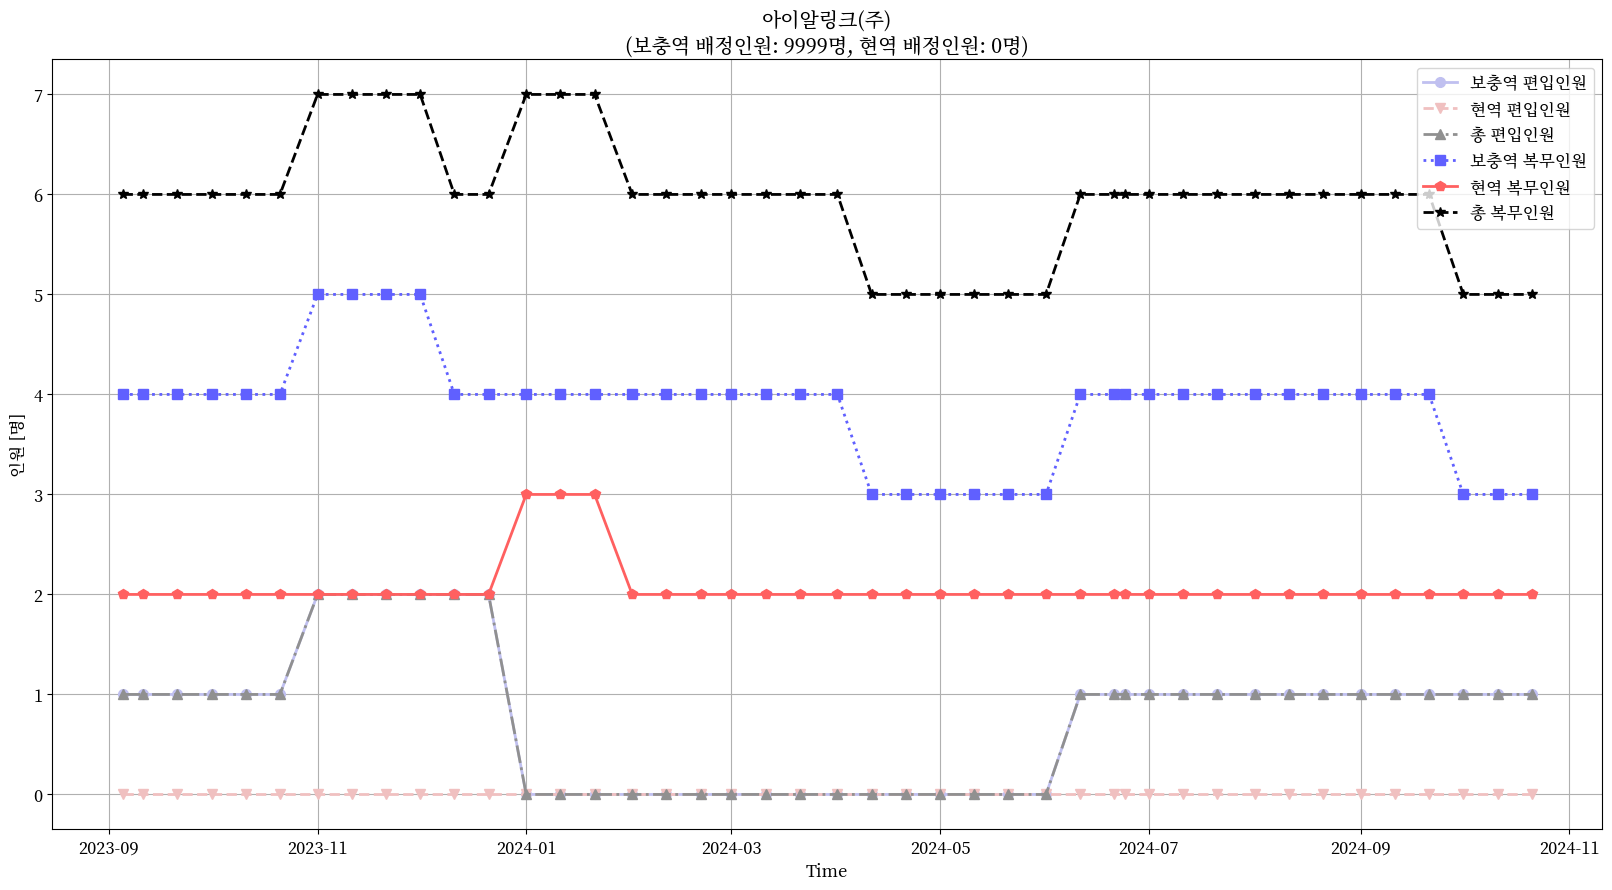 아이알링크(주)
(보충역 배정인원: 9999명, 현역 배정인원: 0명)
보충역 편입인원
현역 편입인원
총 편입인원
보충역 복무인원
현역 복무인원
총 복무인원
인원 [명]
7
6
5
4
3
2
1
0
2023-09 2023-11 2024-01 2024-03 2024-05 2024-07 2024-09 2024-11
Time